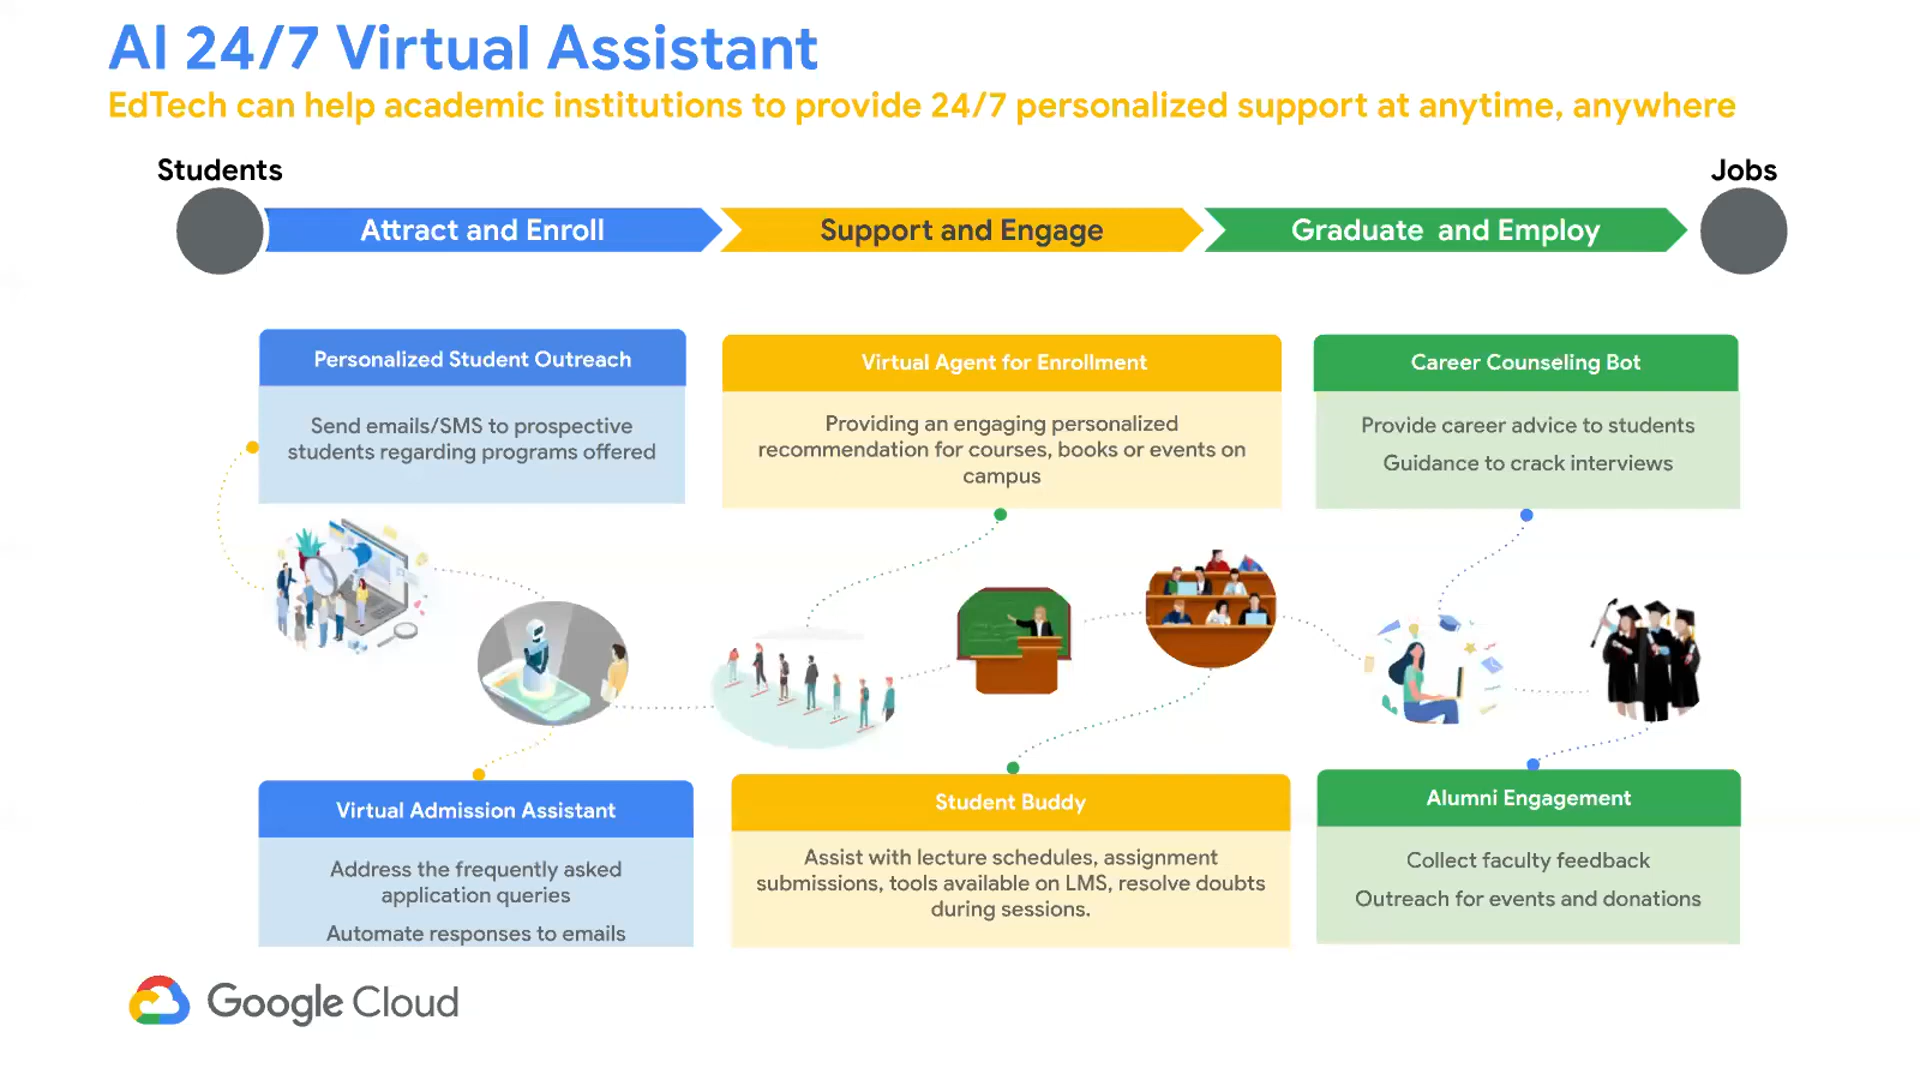 AI 24/7 Virtual Assistant
EdTech can help academic institutions to provide 24/7 personalized support at anytime, anywhere
Students
Jobs
Attract and Enroll
Support and Engage
Graduate and Employ
Personalized Student Outreach
Send emails/SMS to prospective
students regarding programs offered
Virtual Agent for Enrollment
Providing an engaging personalized
recommendation for courses, books or events on
campus
Career Counseling Bot
Provide career advice to students
Guidance to crack interviews
Virtual Admission Assistant
Address the frequently asked
application queries
Automate responses to emails
Student Buddy
Assist with lecture schedules, assignment
submissions, tools available on LMS, resolve doubts
during sessions.
Alumni Engagement
Collect faculty feedback
Outreach for events and donations
Google Cloud